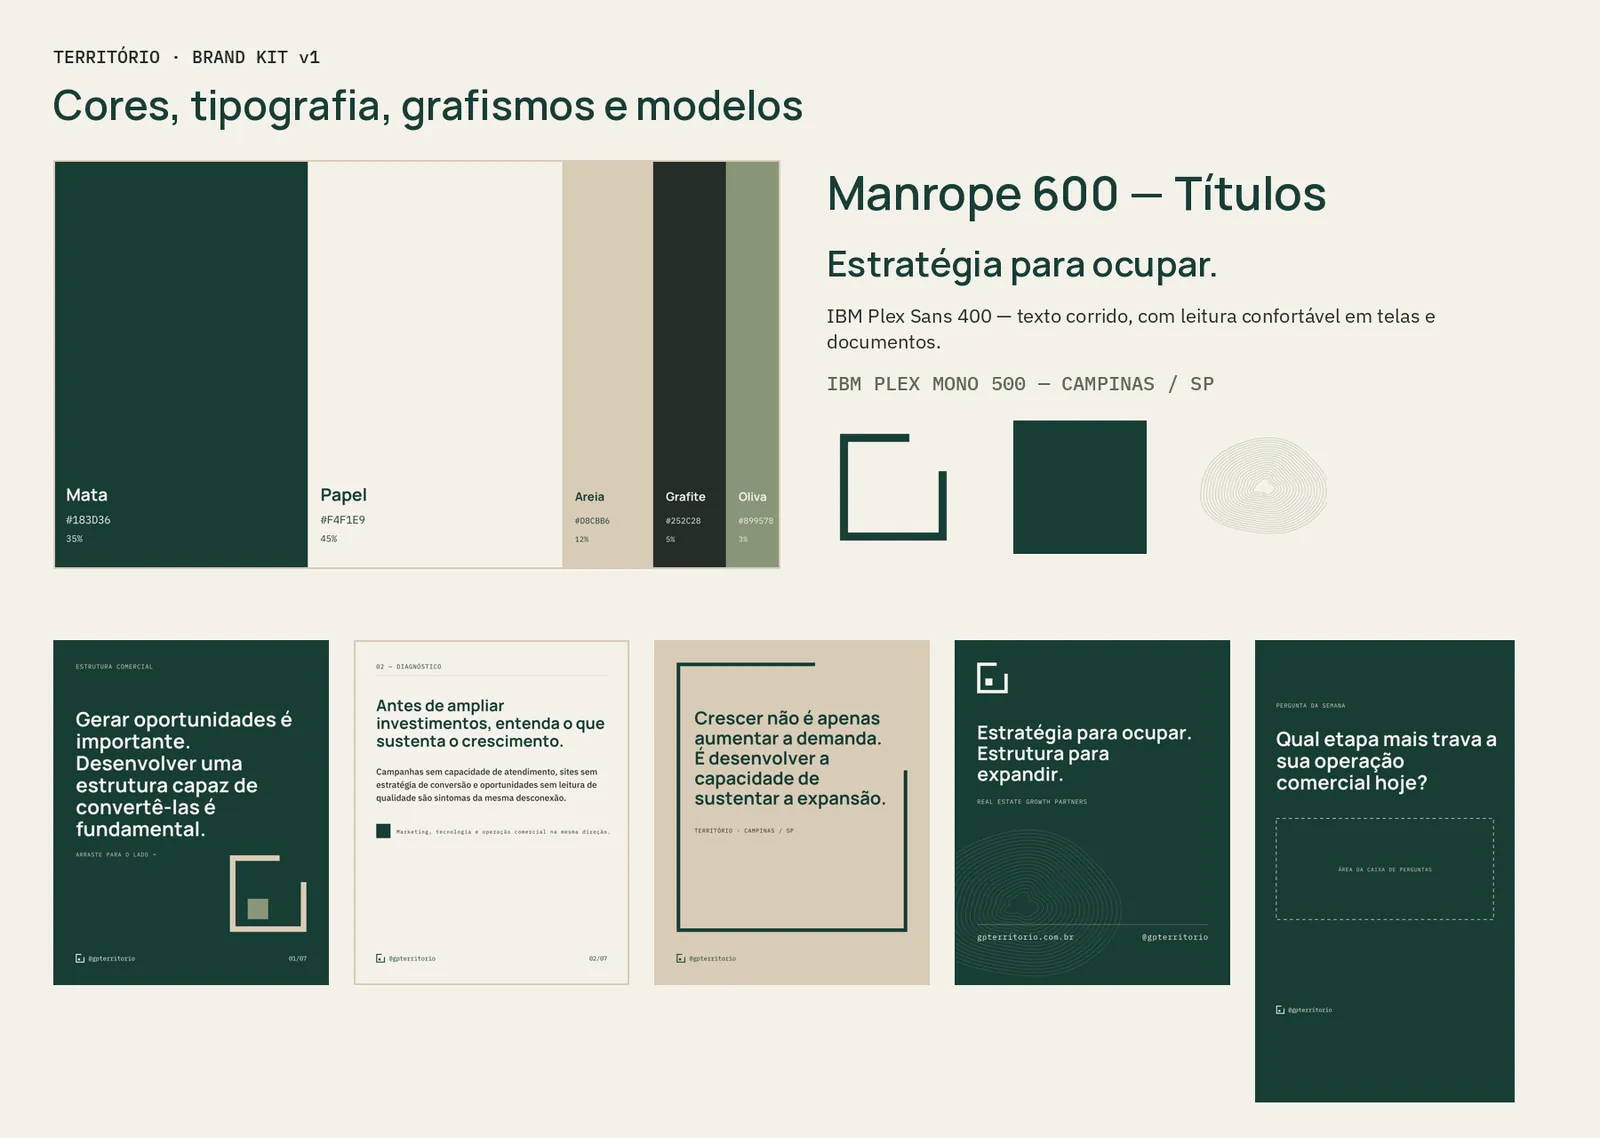 TERRITÓRIO · BRAND KIT v1
Cores, tipografia, grafismos e modelos
Mata
#183D36
35%
Papel
#F4F1E9
45%
Areia
#D8CBB6
12%
Grafite
#252C28
5%
Oliva
#899578
3%
Manrope 600 — Títulos
Estratégia para ocupar.
IBM Plex Sans 400 — texto corrido, com leitura confortável em telas e
documentos.
IBM PLEX MONO 500 — CAMPINAS / SP
ESTRUTURA COMERCIAL
Gerar oportunidades é
importante.
Desenvolver uma
estrutura capaz de
convertê-las é
fundamental.
ARRASTE PARA O LADO →
@gpterritorio
01/07
02 — DIAGNÓSTICO
Antes de ampliar
investimentos, entenda o que
sustenta o crescimento.
Campanhas sem capacidade de atendimento, sites sem
estratégia de conversão e oportunidades sem leitura de
qualidade são sintomas da mesma desconexão.
Marketing, tecnologia e operação comercial na mesma direção.
@gpterritorio
02/07
Crescer não é apenas
aumentar a demanda.
É desenvolver a
capacidade de
sustentar a expansão.
TERRITÓRIO · CAMPINAS / SP
@gpterritorio
Estratégia para ocupar.
Estrutura para
expandir.
REAL ESTATE GROWTH PARTNERS
gpterritorio.com.br
@gpterritorio
PERGUNTA DA SEMANA
Qual etapa mais trava a
sua operação
comercial hoje?
ÁREA DA CAIXA DE PERGUNTAS
@gpterritorio